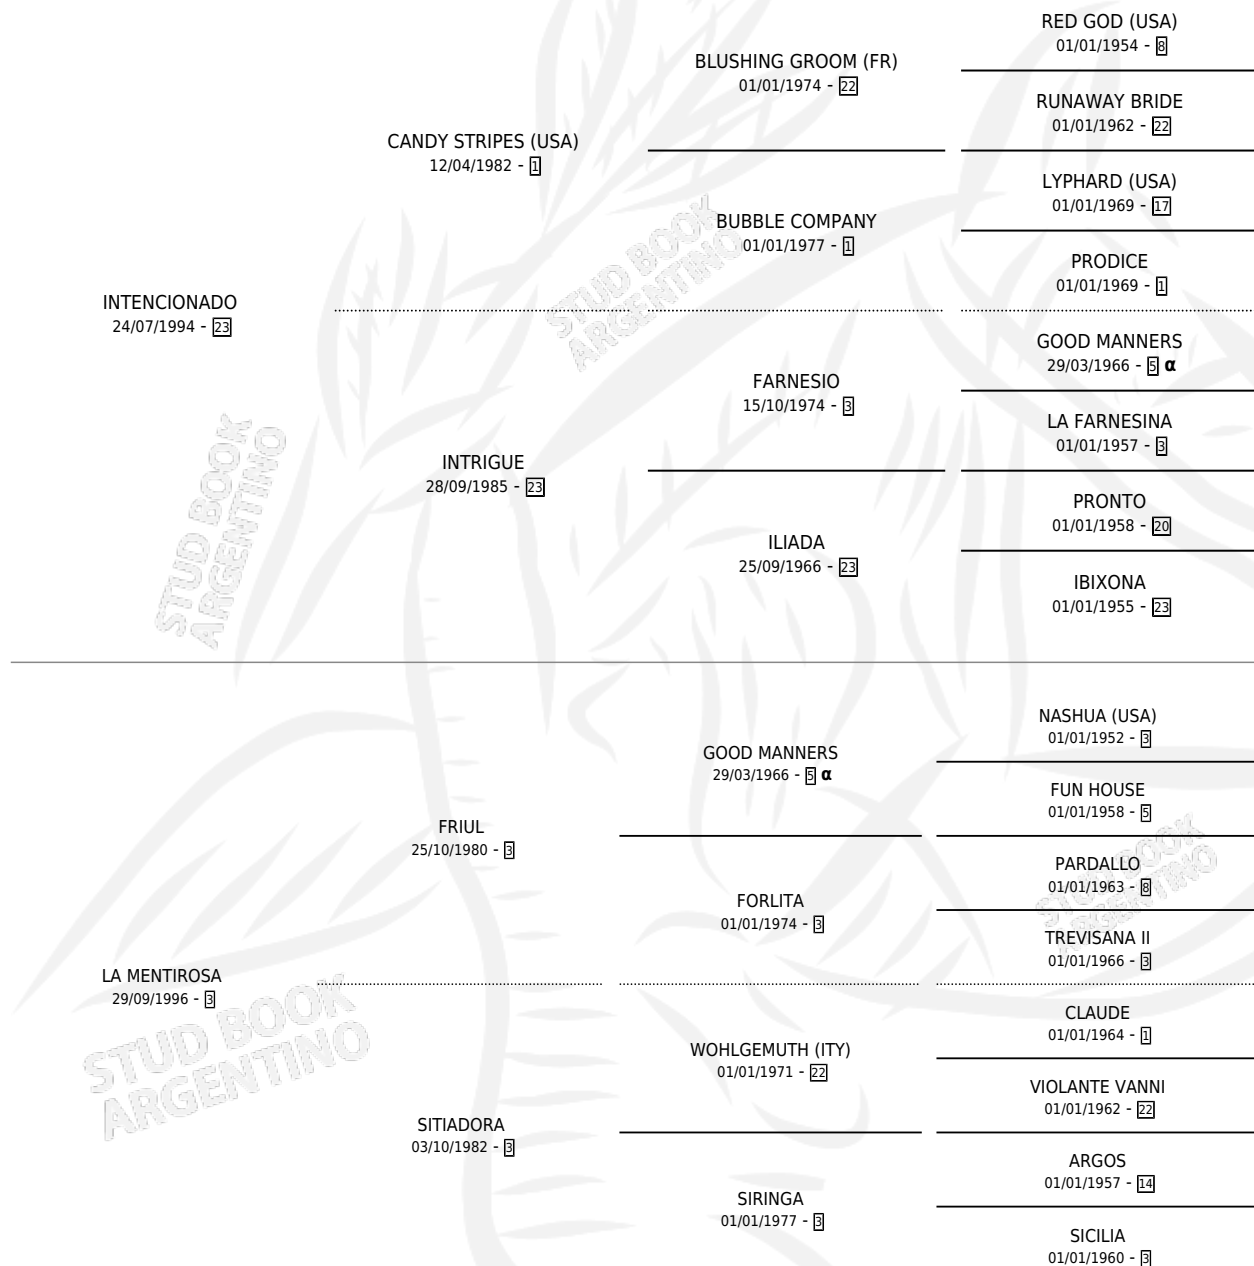 RED GOD (USA)
01/01/1954 - 8
BLUSHING GROOM (FR)
01/01/1974 - 22
RUNAWAY BRIDE
01/01/1962 - 22
CANDY STRIPES (USA)
12/04/1982 - 1
LYPHARD (USA)
01/01/1969 - 17
BUBBLE COMPANY
01/01/1977 - 1
PRODICE
01/01/1969 - 1
INTENCIONADO
24/07/1994 - 23
STUD BOOK
ARGENTINO
GOOD MANNERS
29/03/1966 - 5 α
FARNESIO
15/10/1974 - 3
LA FARNESINA
01/01/1957 - 3
INTRIGUE
28/09/1985 - 23
STUD BOOK
ARGENTINO
PRONTO
01/01/1958 - 20
ILIADA
25/09/1966 - 23
IBIXONA
01/01/1955 - 23
NASHUA (USA)
01/01/1952 - 3
GOOD MANNERS
29/03/1966 - 5 α
FUN HOUSE
01/01/1958 - 5
FRIUL
25/10/1980 - 3
STUD BOOK
ARGENTINO
PARDALLO
01/01/1963 - 8
FORLITA
01/01/1974 - 3
TREVISANA II
01/01/1966 - 3
LA MENTIROSA
29/09/1996 - 3
STUD BOOK
ARGENTINO
CLAUDE
01/01/1964 - 1
WOHLGEMUTH (ITY)
01/01/1971 - 22
VIOLANTE VANNI
01/01/1962 - 22
SITIADORA
03/10/1982 - 3
ARGOS
01/01/1957 - 14
SIRINGA
01/01/1977 - 3
SICILIA
01/01/1960 - 3